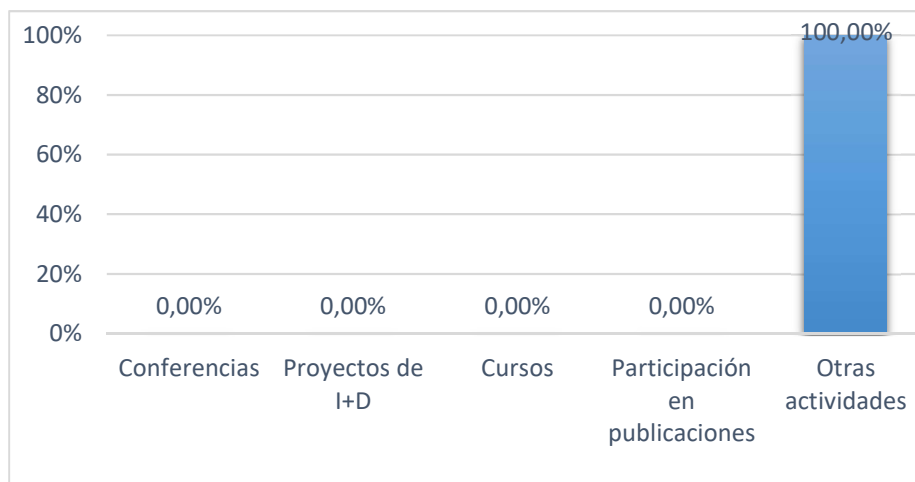 100%
100,00%
80%
60%
40%
20%
0,00%
0,00%
0,00%
0,00%
0%
Conferencias
Proyectos de
I+D
Cursos
Participación
en
publicaciones
Otras
actividades